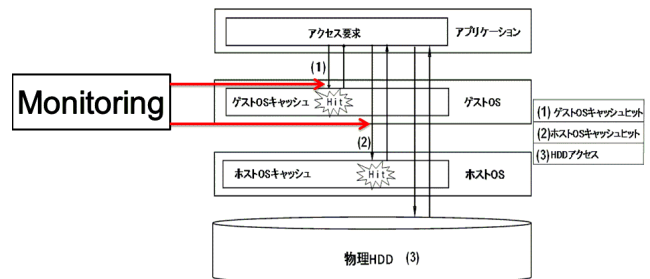 アクセス要求
アプリケーション
(1)
Monitoring
ゲストOSキャッシュ
Hit
ゲストOS
(1) ゲストOSキャッシュヒット
(2)ホストOSキャッシュヒット
(3)HDDアクセス
(2)
ホストOSキャッシュ
Hit
ホストOS
物理HDD (3)